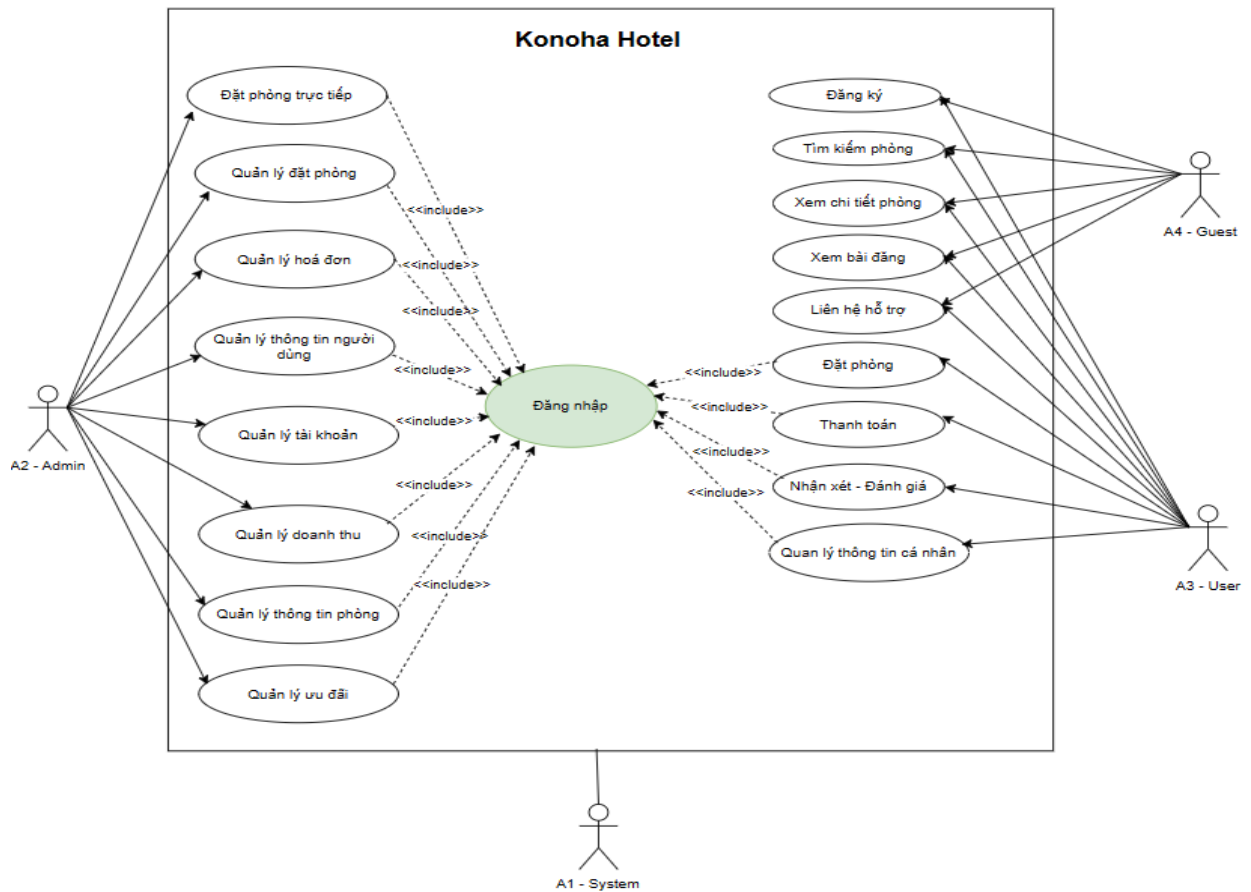 Konoha Hotel
Đặt phòng trực tiếp
Quản lý đặt phòng
Quản lý hoá đơn
Quản lý thông tin người
dùng
Quản lý tài khoản
Quản lý doanh thu
Quản lý thông tin phòng
Quản lý ưu đãi
<<include>>
<<include>>
<<include>>
<<include>>
<<include>>
<<include>>
<<include>>
Đăng nhập
<<include>>
<<include>>
<<include>>
<<include>>
Đăng ký
Tìm kiếm phòng
Xem chi tiết phòng
Xem bài đăng
Liên hệ hỗ trợ
Đặt phòng
Thanh toán
Nhận xét - Đánh giá
Quan lý thông tin cá nhân
A2 - Admin
A4 - Guest
A3 - User
A1 - System